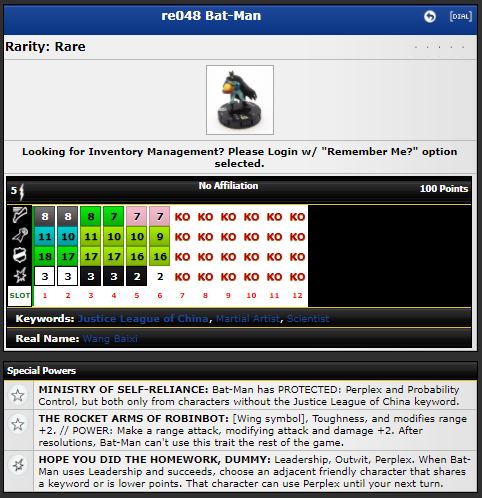 re048 Bat-Man
[DIAL]
Rarity: Rare
Looking for Inventory Management? Please Login w/ "Remember Me?" option
selected.
5 No Affiliation 100 Points
8 8 8 7 7 7 KO KO KO KO KO KO
11 10 11 10 10 9 KO KO KO KO KO KO
18 17 17 17 16 16 KO KO KO KO KO KO
3 3 3 3 2 2 KO KO KO KO KO KO
SLOT 1 2 3 4 5 6 7 8 9 10 11 12
Keywords: Justice League of China, Martial Artist, Scientist
Real Name: Wang Baixi
Special Powers
MINISTRY OF SELF-RELIANCE: Bat-Man has PROTECTED: Perplex and Probability
Control, but both only from characters without the Justice League of China keyword.
THE ROCKET ARMS OF ROBINBOT: [Wing symbol], Toughness, and modifies range
+2. // POWER: Make a range attack, modifying attack and damage +2. After
resolutions, Bat-Man can't use this trait the rest of the game.
HOPE YOU DID THE HOMEWORK, DUMMY: Leadership, Outwit, Perplex. When Bat-
Man uses Leadership and succeeds, choose an adjacent friendly character that shares
a keyword or is lower points. That character can use Perplex until your next turn.